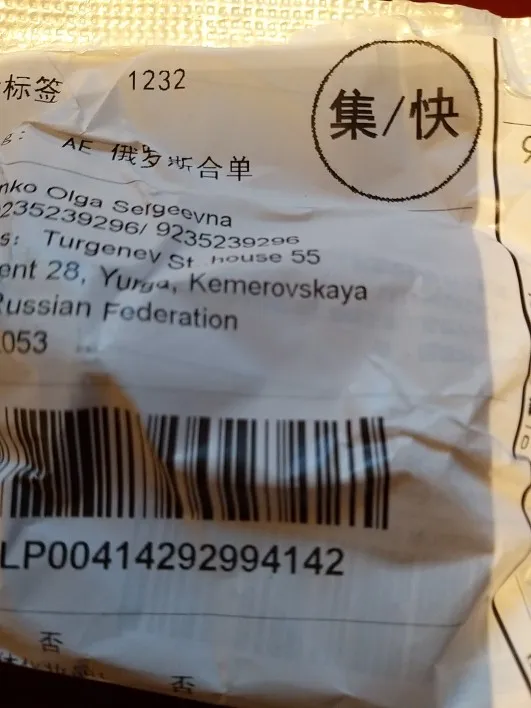 标签 1232
集/快
AE 俄罗斯合单
nko Olga Sergeevna
9235239296/ 9235239296
s: Turgenev St. house 55
ent 28, Yurga, Kemerovskaya
Russian Federation
053
LP00414292994142
否
否